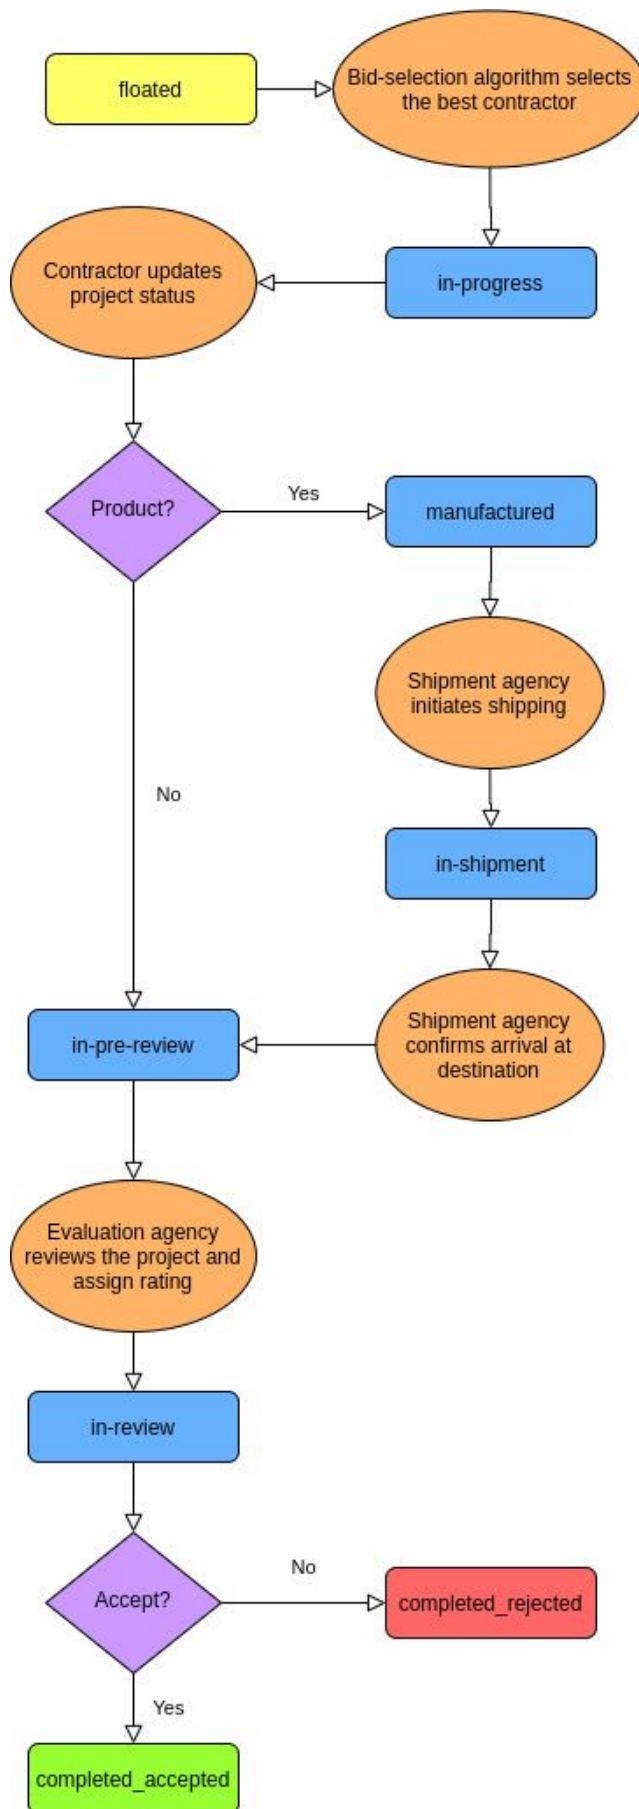 floated
Bid-selection algorithm selects
the best contractor
Contractor updates
project status
in-progress
Product?
Yes
manufactured
Shipment agency
initiates shipping
No
in-shipment
in-pre-review
Shipment agency
confirms arrival at
destination
Evaluation agency
reviews the project and
assign rating
in-review
Accept?
No
completed_rejected
Yes
completed_accepted